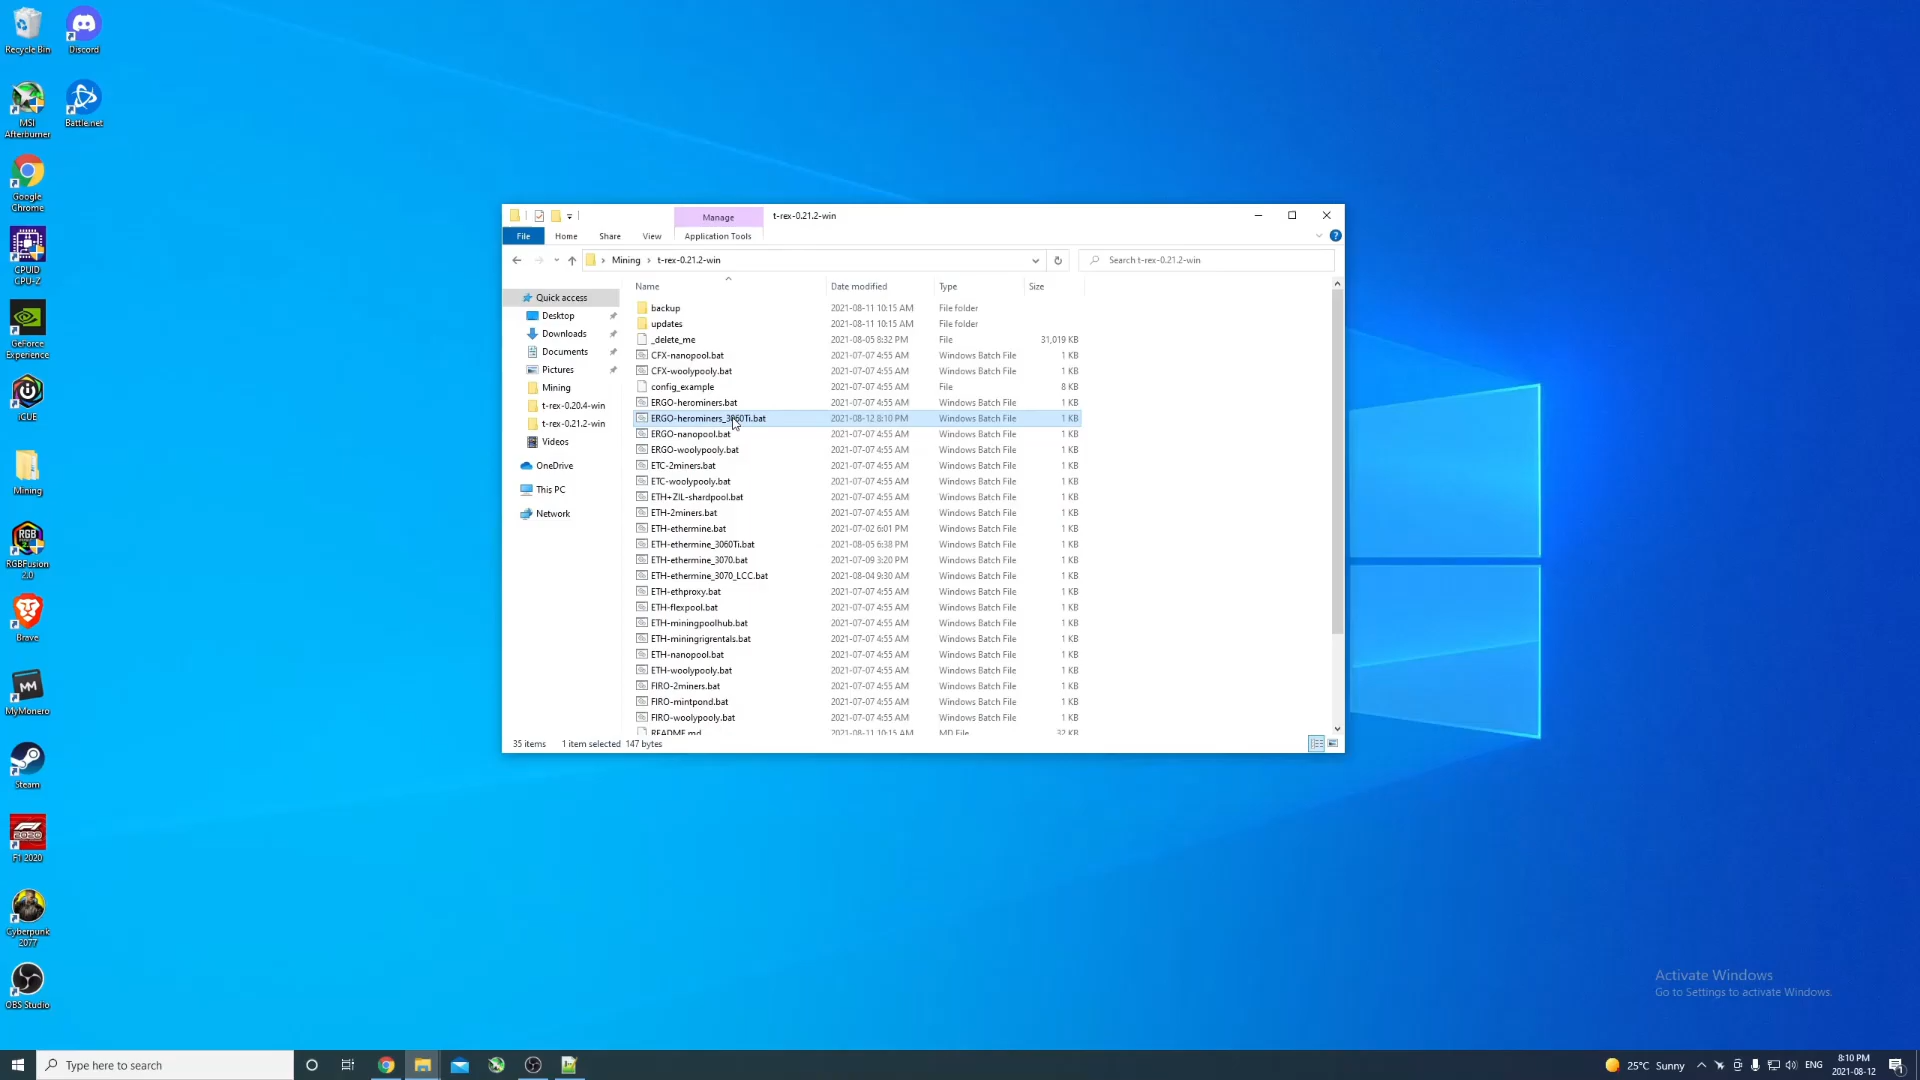 Recycle Bin
Discord
MSI Afterburner
Battle.net
Google Chrome
CPUID CPU-Z
GeForce Experience
iCUE
Mining
RGB
RGBFusion 2.0
Brave
MyMonero
Steam
F1 2020
Cyberpunk 2077
OBS Studio
Manage
t-rex-0.21.2-win
File
Home
Share
View
Application Tools
Mining › t-rex-0.21.2-win
Search t-rex-0.21.2-win
Quick access
Desktop
Downloads
Documents
Pictures
Mining
t-rex-0.20.4-win
t-rex-0.21.2-win
Videos
OneDrive
This PC
Network
Name Date modified Type Size
backup 2021-08-11 10:15 AM File folder
updates 2021-08-11 10:15 AM File folder
_delete_me 2021-08-05 8:32 PM File 31,019 KB
CFX-nanopool.bat 2021-07-07 4:55 AM Windows Batch File 1 KB
CFX-woolypooly.bat 2021-07-07 4:55 AM Windows Batch File 1 KB
config_example 2021-07-07 4:55 AM File 8 KB
ERGO-herominers.bat 2021-07-07 4:55 AM Windows Batch File 1 KB
ERGO-herominers_3060Ti.bat 2021-08-12 8:10 PM Windows Batch File 1 KB
ERGO-nanopool.bat 2021-07-07 4:55 AM Windows Batch File 1 KB
ERGO-woolypooly.bat 2021-07-07 4:55 AM Windows Batch File 1 KB
ETC-2miners.bat 2021-07-07 4:55 AM Windows Batch File 1 KB
ETC-woolypooly.bat 2021-07-07 4:55 AM Windows Batch File 1 KB
ETH+ZIL-shardpool.bat 2021-07-07 4:55 AM Windows Batch File 1 KB
ETH-2miners.bat 2021-07-07 4:55 AM Windows Batch File 1 KB
ETH-ethermine.bat 2021-07-02 6:01 PM Windows Batch File 1 KB
ETH-ethermine_3060Ti.bat 2021-08-05 6:38 PM Windows Batch File 1 KB
ETH-ethermine_3070.bat 2021-07-09 3:20 PM Windows Batch File 1 KB
ETH-ethermine_3070_LCC.bat 2021-08-04 9:30 AM Windows Batch File 1 KB
ETH-ethproxy.bat 2021-07-07 4:55 AM Windows Batch File 1 KB
ETH-flexpool.bat 2021-07-07 4:55 AM Windows Batch File 1 KB
ETH-miningpoolhub.bat 2021-07-07 4:55 AM Windows Batch File 1 KB
ETH-miningrigrentals.bat 2021-07-07 4:55 AM Windows Batch File 1 KB
ETH-nanopool.bat 2021-07-07 4:55 AM Windows Batch File 1 KB
ETH-woolypooly.bat 2021-07-07 4:55 AM Windows Batch File 1 KB
FIRO-2miners.bat 2021-07-07 4:55 AM Windows Batch File 1 KB
FIRO-mintpond.bat 2021-07-07 4:55 AM Windows Batch File 1 KB
FIRO-woolypooly.bat 2021-07-07 4:55 AM Windows Batch File 1 KB
README.md 2021-08-11 10:15 AM MD File 32 KB
35 items 1 item selected 147 bytes
Activate Windows
Go to Settings to activate Windows.
Type here to search
25°C Sunny
ENG
8:10 PM
2021-08-12